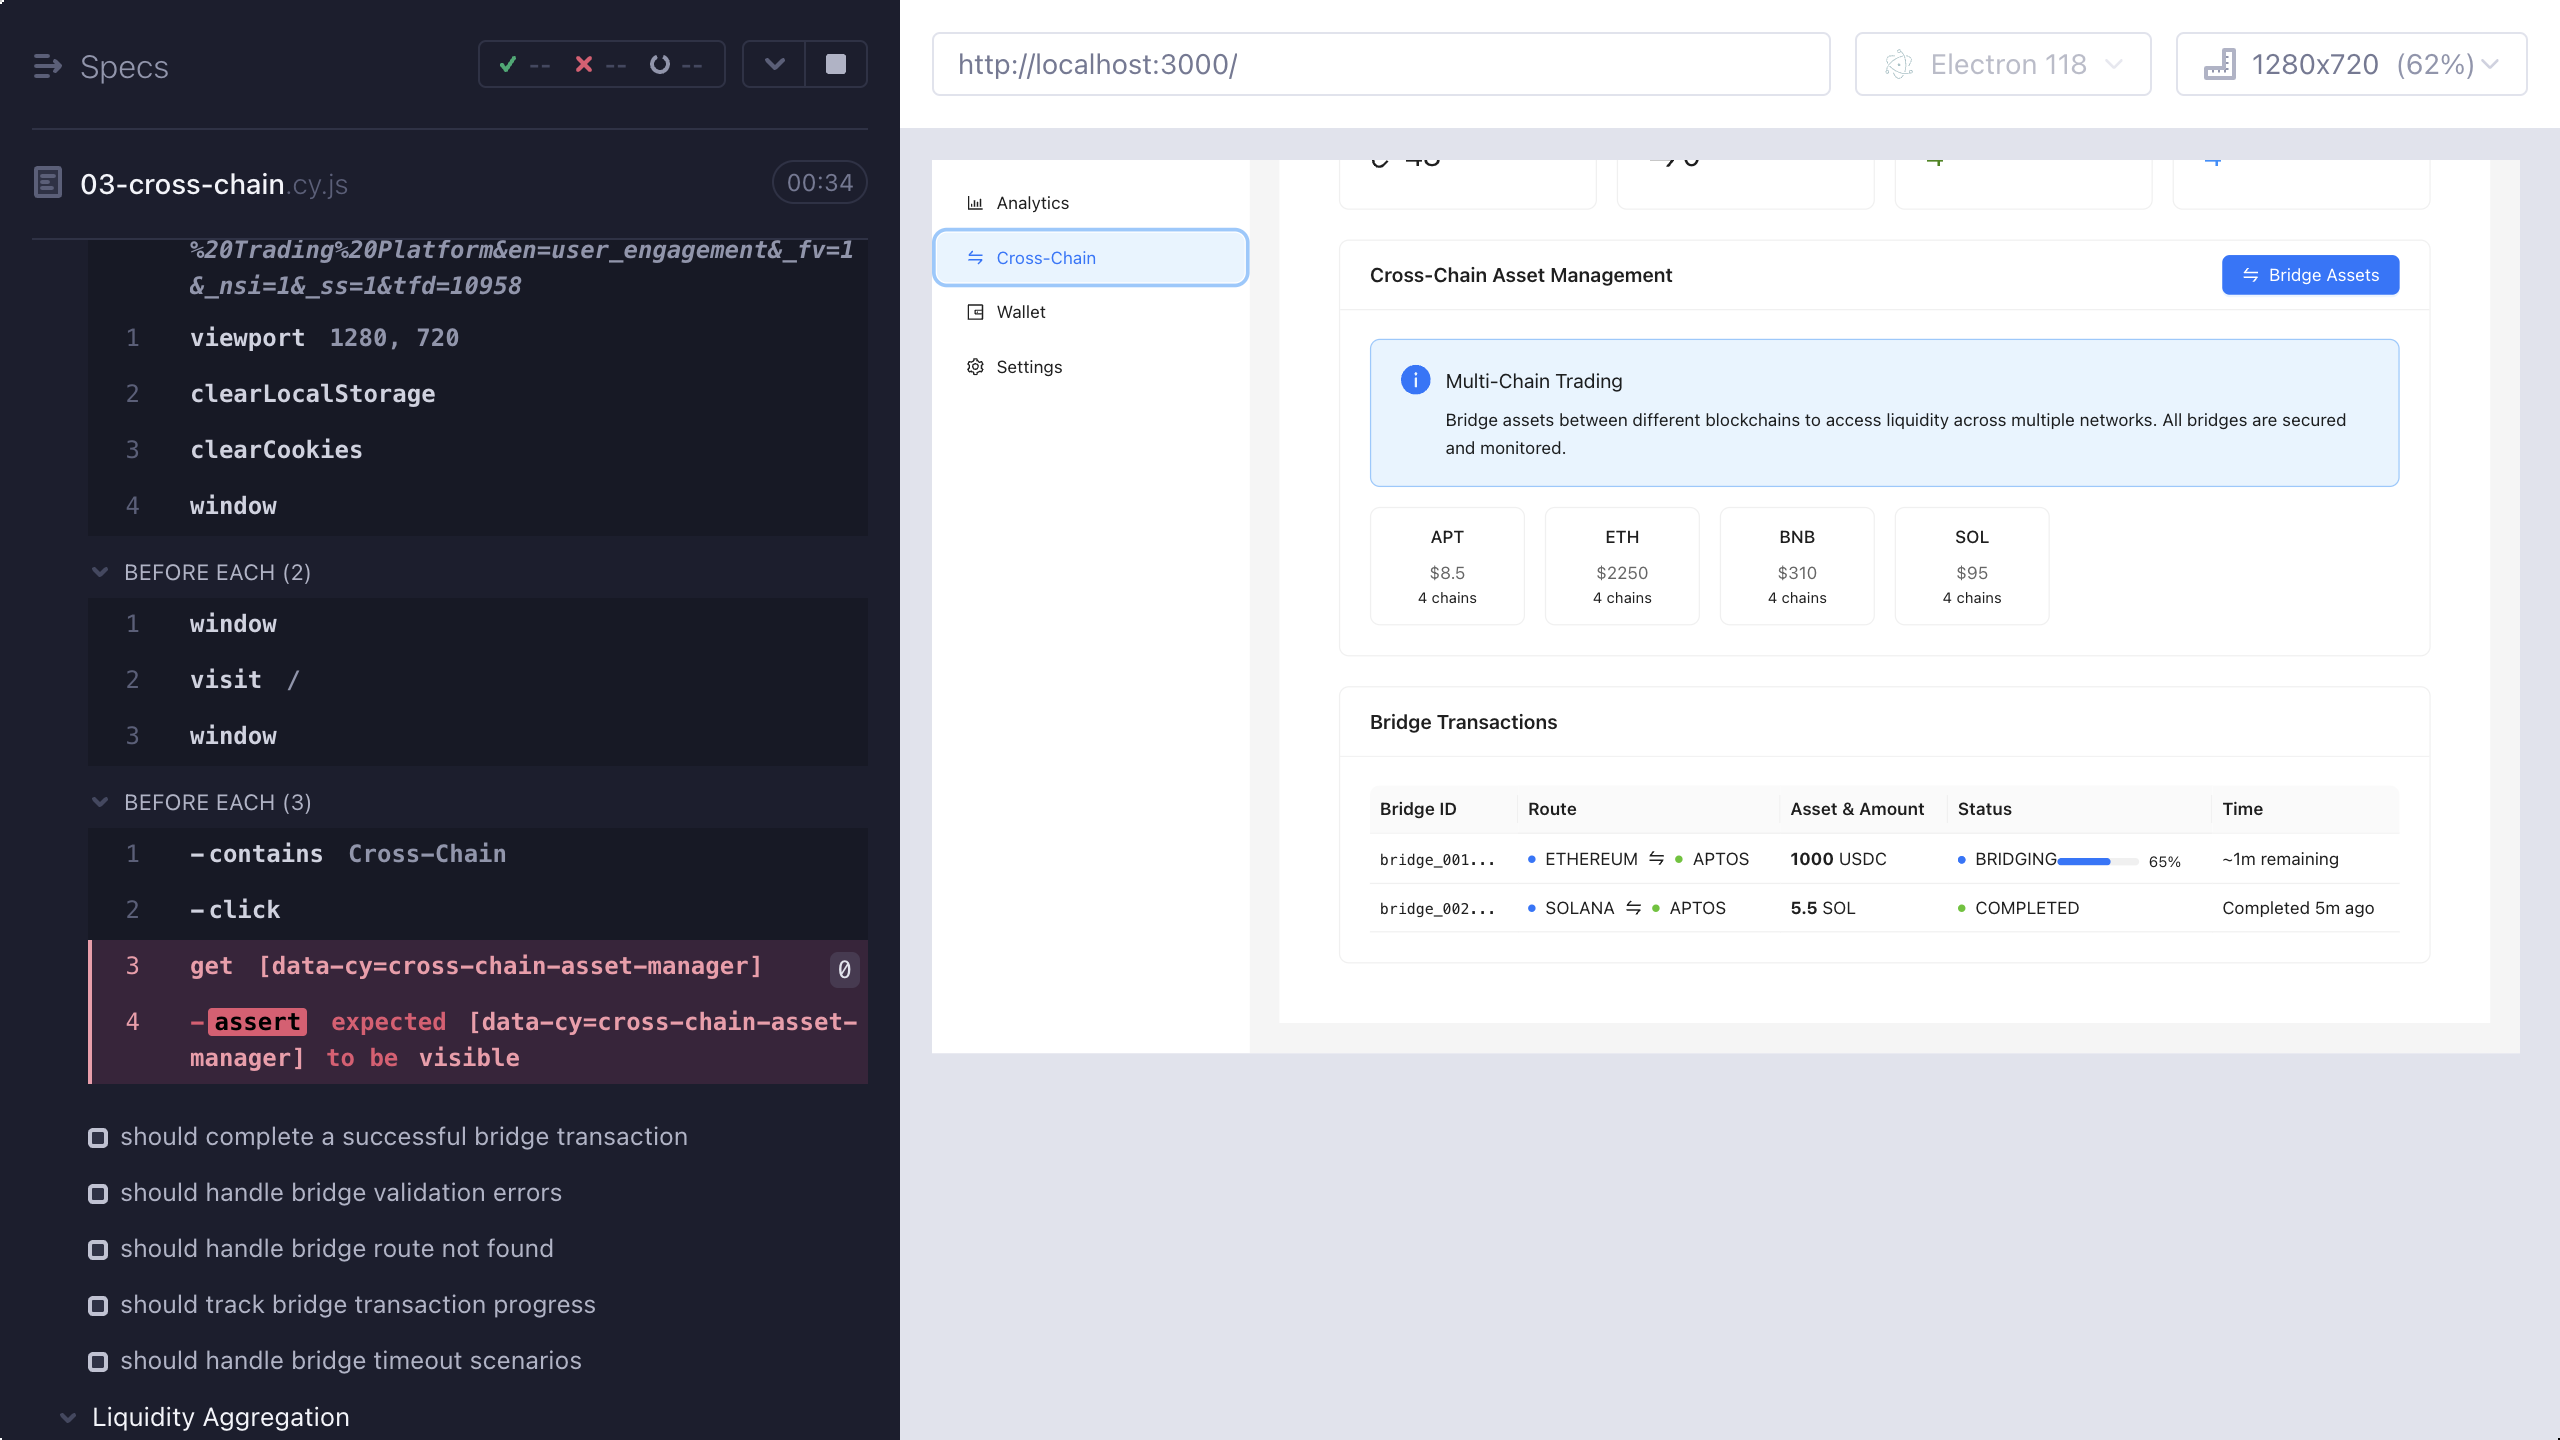 Specs
-- -- --
03-cross-chain.cy.js
00:34
%20Trading%20Platform&en=user_engagement&_fv=1
&_nsi=1&_ss=1&tfd=10958
1 viewport 1280, 720
2 clearLocalStorage
3 clearCookies
4 window
BEFORE EACH (2)
1 window
2 visit /
3 window
BEFORE EACH (3)
1 -contains Cross-Chain
2 -click
3 get [data-cy=cross-chain-asset-manager] 0
4 -assert expected [data-cy=cross-chain-asset-
manager] to be visible
should complete a successful bridge transaction
should handle bridge validation errors
should handle bridge route not found
should track bridge transaction progress
should handle bridge timeout scenarios
Liquidity Aggregation
http://localhost:3000/
Electron 118
1280x720 (62%)
Analytics
Cross-Chain
Wallet
Settings
Cross-Chain Asset Management
Bridge Assets
Multi-Chain Trading
Bridge assets between different blockchains to access liquidity across multiple networks. All bridges are secured
and monitored.
APT ETH BNB SOL
$8.5 $2250 $310 $95
4 chains 4 chains 4 chains 4 chains
Bridge Transactions
Bridge ID Route Asset & Amount Status Time
bridge_001... ETHEREUM APTOS 1000 USDC BRIDGING 65% ~1m remaining
bridge_002... SOLANA APTOS 5.5 SOL COMPLETED Completed 5m ago